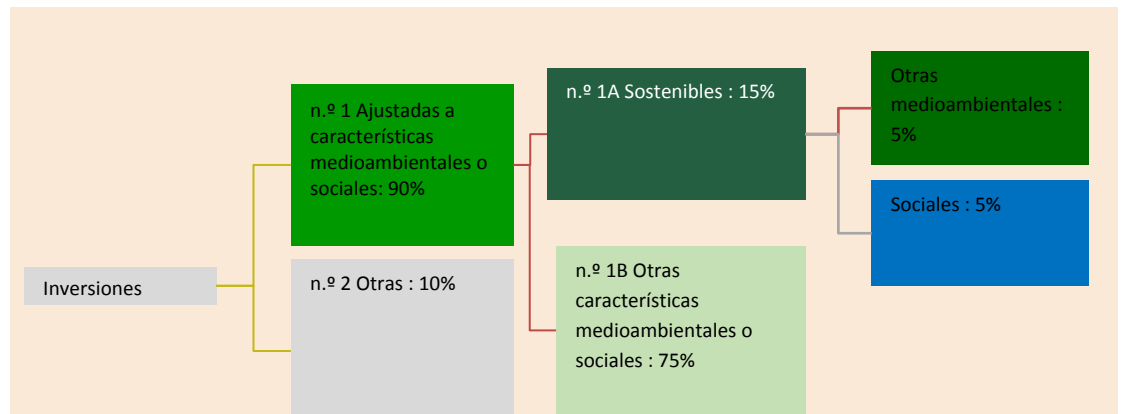 Inversiones
n.º 1 Ajustadas a
características
medioambientales o
sociales: 90%
n.º 2 Otras : 10%
n.º 1A Sostenibles : 15%
n.º 1B Otras
características
medioambientales o
sociales : 75%
Otras
medioambientales :
5%
Sociales : 5%